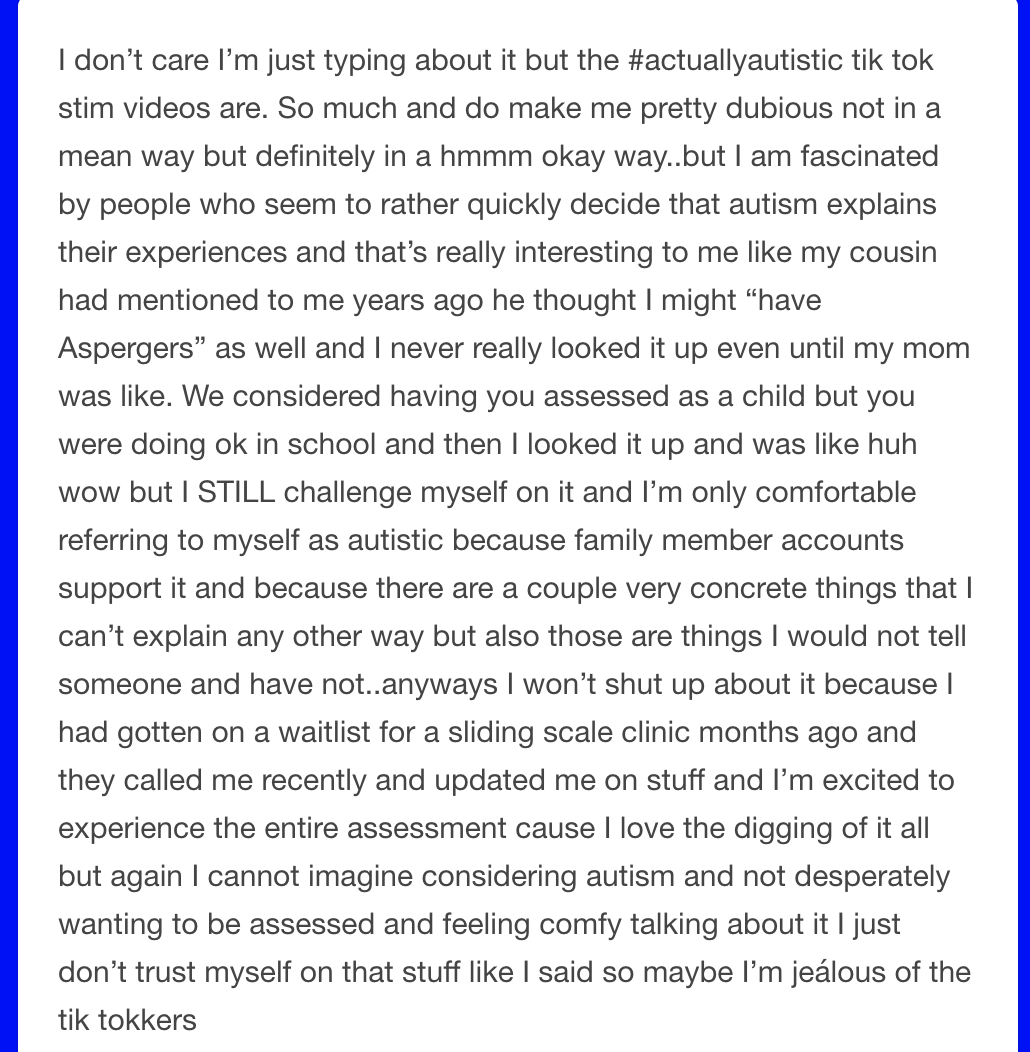 I don’t care I’m just typing about it but the #actuallyautistic tik tok
stim videos are. So much and do make me pretty dubious not in a
mean way but definitely in a hmmm okay way..but I am fascinated
by people who seem to rather quickly decide that autism explains
their experiences and that’s really interesting to me like my cousin
had mentioned to me years ago he thought I might “have
Aspergers” as well and I never really looked it up even until my mom
was like. We considered having you assessed as a child but you
were doing ok in school and then I looked it up and was like huh
wow but I STILL challenge myself on it and I’m only comfortable
referring to myself as autistic because family member accounts
support it and because there are a couple very concrete things that I
can’t explain any other way but also those are things I would not tell
someone and have not..anyways I won’t shut up about it because I
had gotten on a waitlist for a sliding scale clinic months ago and
they called me recently and updated me on stuff and I’m excited to
experience the entire assessment cause I love the digging of it all
but again I cannot imagine considering autism and not desperately
wanting to be assessed and feeling comfy talking about it I just
don’t trust myself on that stuff like I said so maybe I’m jeálous of the
tik tokkers